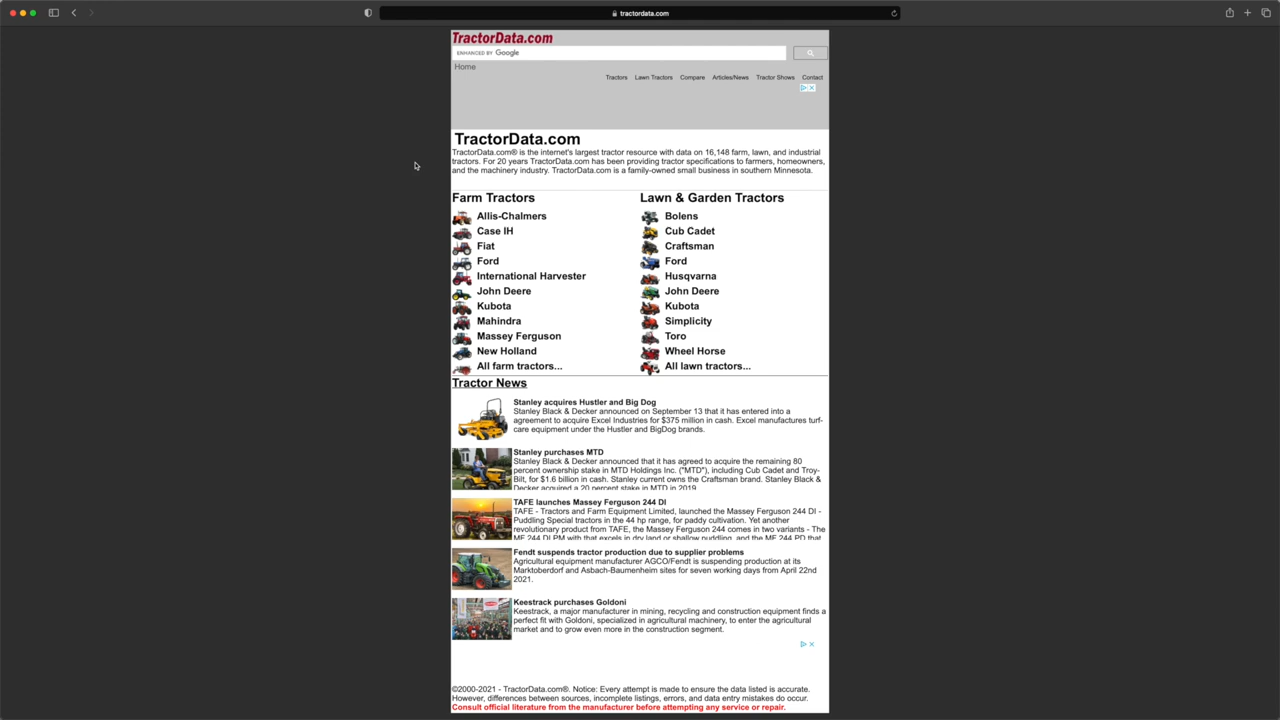 tractordata.com
TractorData.com
ENHANCED BY Google
Home
Tractors Lawn Tractors Compare Articles/News Tractor Shows Contact
TractorData.com
TractorData.com® is the internet's largest tractor resource with data on 16,148 farm, lawn, and industrial
tractors. For 20 years TractorData.com has been providing tractor specifications to farmers, homeowners,
and the machinery industry. TractorData.com is a family-owned small business in southern Minnesota.
Farm Tractors
Allis-Chalmers
Case IH
Fiat
Ford
International Harvester
John Deere
Kubota
Mahindra
Massey Ferguson
New Holland
All farm tractors...
Lawn & Garden Tractors
Bolens
Cub Cadet
Craftsman
Ford
Husqvarna
John Deere
Kubota
Simplicity
Toro
Wheel Horse
All lawn tractors...
Tractor News
Stanley acquires Hustler and Big Dog
Stanley Black & Decker announced on September 13 that it has entered into a
agreement to acquire Excel Industries for $375 million in cash. Excel manufactures turf-
care equipment under the Hustler and BigDog brands.
Stanley purchases MTD
Stanley Black & Decker announced that it has agreed to acquire the remaining 80
percent ownership stake in MTD Holdings Inc. ("MTD"), including Cub Cadet and Troy-
Bilt, for $1.6 billion in cash. Stanley current owns the Craftsman brand. Stanley Black &
Decker acquired a 20 percent stake in MTD in 2019.
TAFE launches Massey Ferguson 244 DI
TAFE - Tractors and Farm Equipment Limited, launched the Massey Ferguson 244 DI -
Puddling Special tractors in the 44 hp range, for paddy cultivation. Yet another
revolutionary product from TAFE, the Massey Ferguson 244 comes in two variants - The
MF 244 DI PM with that excels in dry land or shallow puddling, and the MF 244 PD that
Fendt suspends tractor production due to supplier problems
Agricultural equipment manufacturer AGCO/Fendt is suspending production at its
Marktoberdorf and Asbach-Baumenheim sites for seven working days from April 22nd
2021.
Keestrack purchases Goldoni
Keestrack, a major manufacturer in mining, recycling and construction equipment finds a
perfect fit with Goldoni, specialized in agricultural machinery, to enter the agricultural
market and to grow even more in the construction segment.
©2000-2021 - TractorData.com®. Notice: Every attempt is made to ensure the data listed is accurate.
However, differences between sources, incomplete listings, errors, and data entry mistakes do occur.
Consult official literature from the manufacturer before attempting any service or repair.